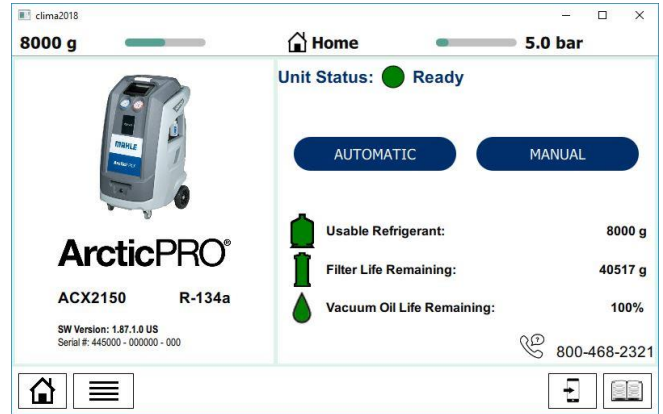 clima2018
8000 g
Home
5.0 bar
Unit Status: Ready
AUTOMATIC
MANUAL
MAHLE
ArcticPRO
ArcticPRO®
ACX2150 R-134a
SW Version: 1.87.1.0 US
Serial #: 445000 - 000000 - 000
Usable Refrigerant: 8000 g
Filter Life Remaining: 40517 g
Vacuum Oil Life Remaining: 100%
800-468-2321